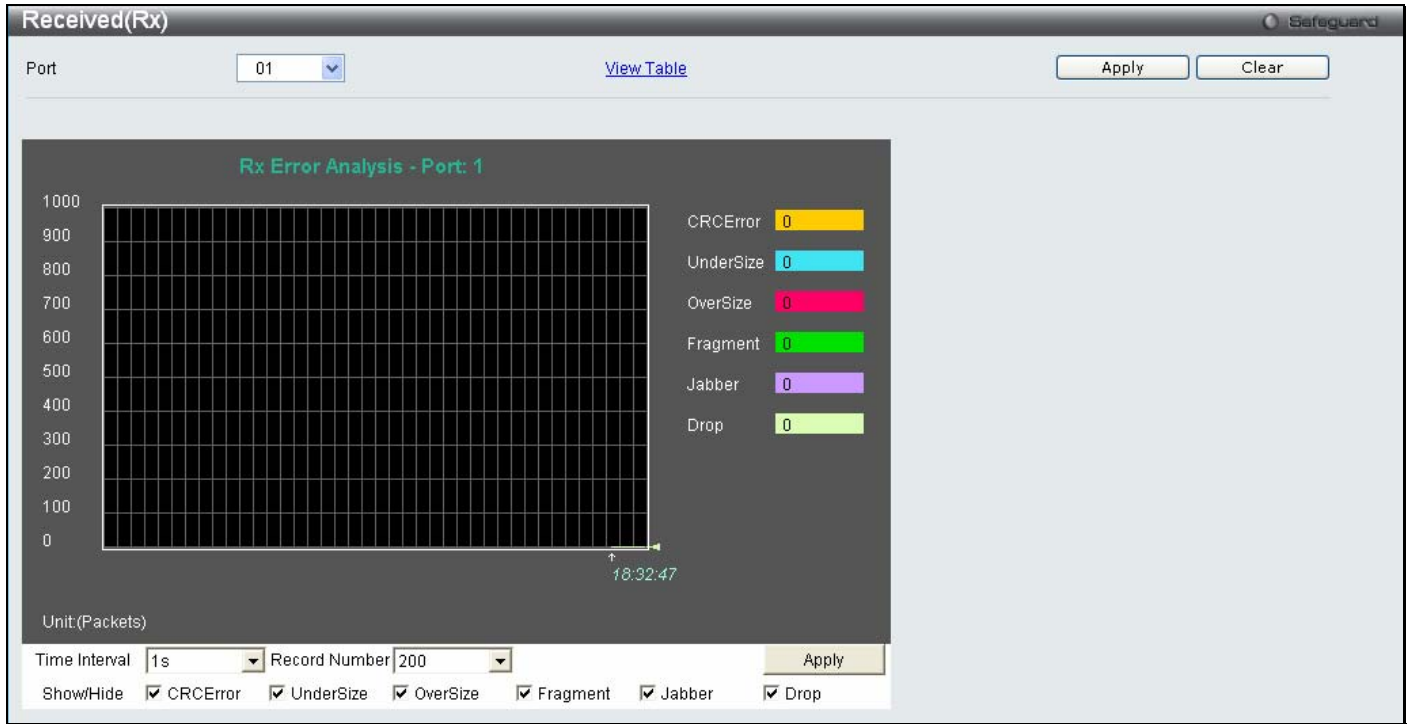 Received(Rx)
Safeguard
Port 01 View Table Apply Clear
Rx Error Analysis - Port: 1
1000
900
800
700
600
500
400
300
200
100
0
CRCError 0
UnderSize 0
OverSize 0
Fragment 0
Jabber 0
Drop 0
18:32:47
Unit:(Packets)
Time Interval 1s Record Number 200 Apply
Show/Hide CRCError UnderSize OverSize Fragment Jabber Drop